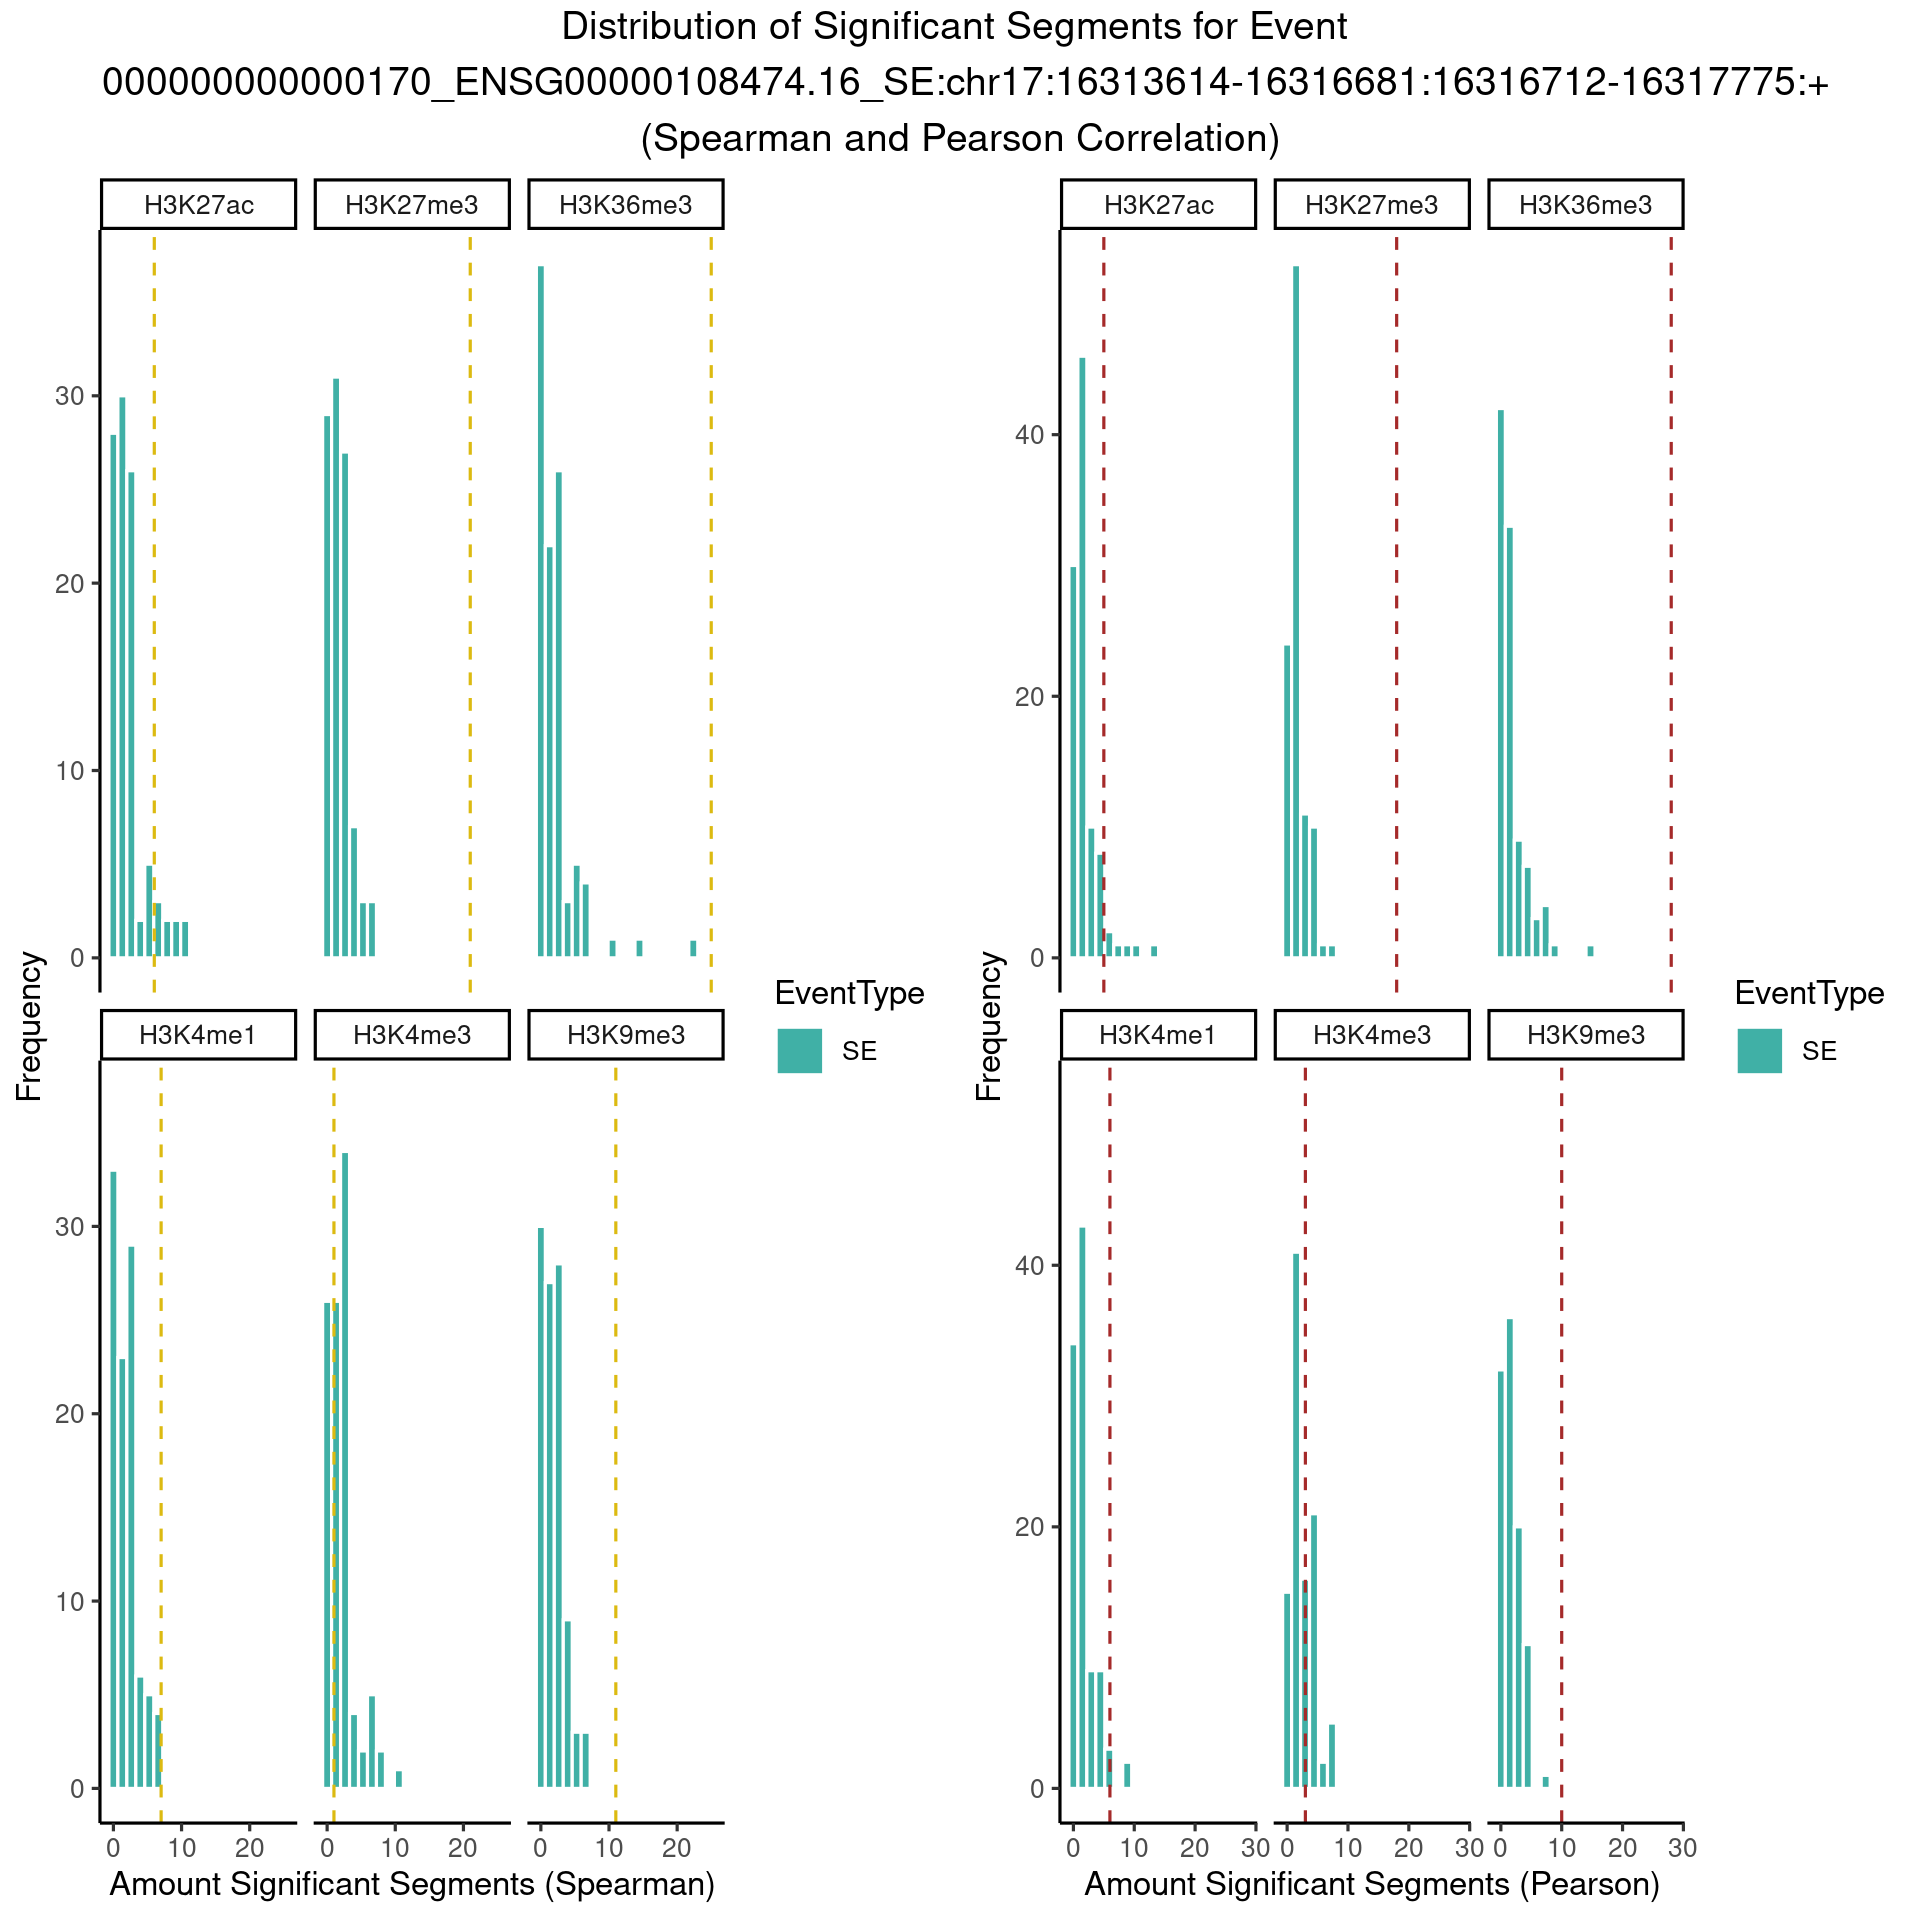 Distribution of Significant Segments for Event
000000000000170_ENSG00000108474.16_SE:chr17:16313614-16316681:16316712-16317775:+
(Spearman and Pearson Correlation)
H3K27ac H3K27me3 H3K36me3
30
20
10
0
H3K4me1 H3K4me3 H3K9me3
30
20
10
0
0 10 20 0 10 20 0 10 20
Frequency
Amount Significant Segments (Spearman)
EventType
SE
H3K27ac H3K27me3 H3K36me3
40
20
0
H3K4me1 H3K4me3 H3K9me3
40
20
0
0 10 20 30 0 10 20 30 0 10 20 30
Frequency
Amount Significant Segments (Pearson)
EventType
SE